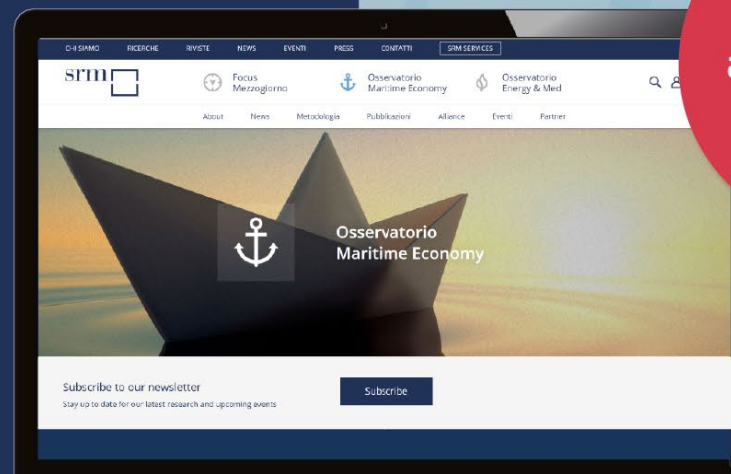 CHI SIAMO RICERCHE RIVISTE NEWS EVENTI PRESS CONTATTI SRM SERVICES
srm
Focus
Mezzogiorno
Osservatorio
Maritime Economy
Osservatorio
Energy & Med
About News Metodologia Pubblicazioni Alliance Eventi Partner
Osservatorio
Maritime Economy
Subscribe to our newsletter
Stay up to date for our latest research and upcoming events
Subscribe